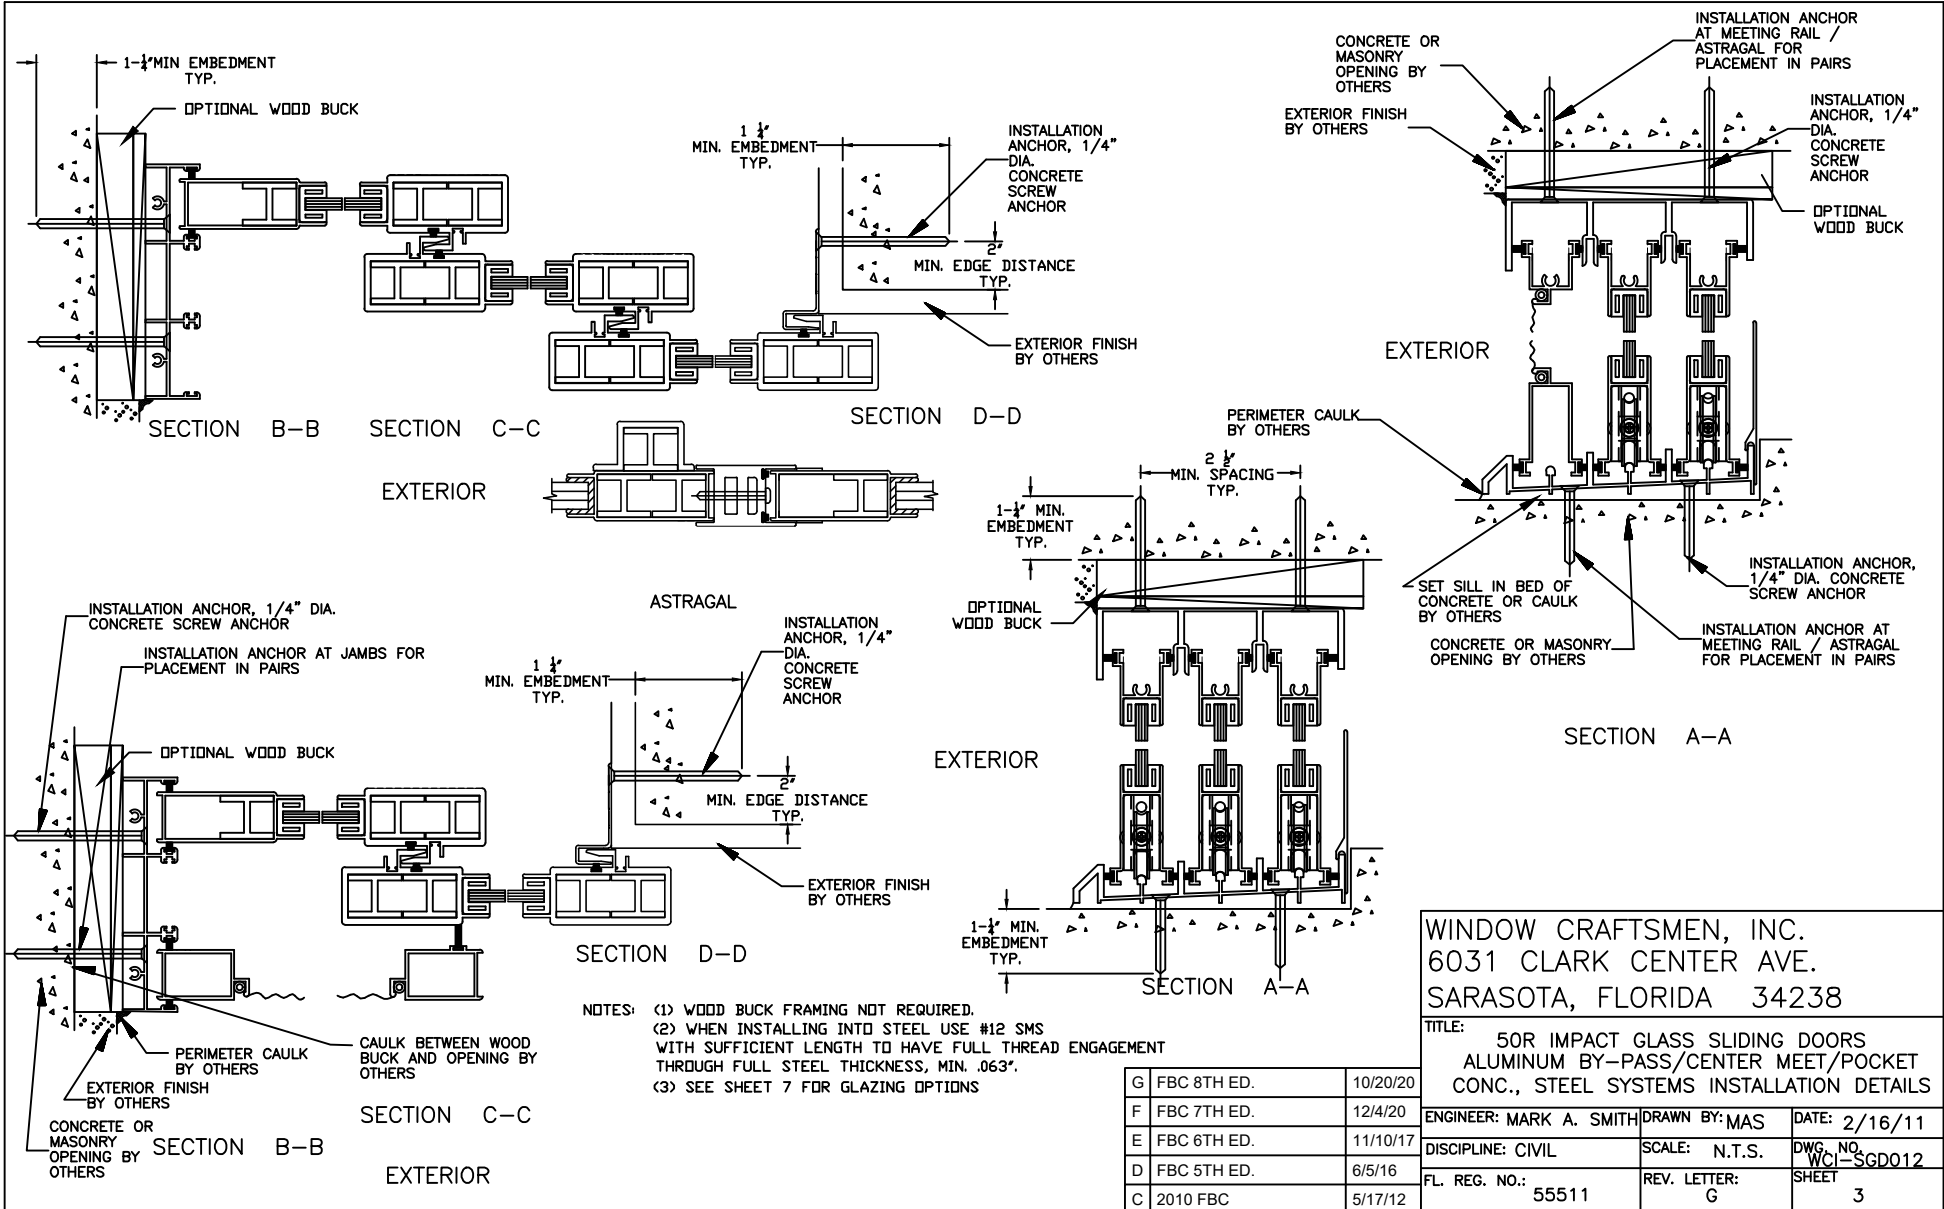 1-1/4" MIN EMBEDMENT
TYP.
OPTIONAL WOOD BUCK
SECTION B-B
SECTION C-C
1 1/4"
MIN. EMBEDMENT
TYP.
INSTALLATION
ANCHOR, 1/4"
DIA.
CONCRETE
SCREW
ANCHOR
2"
MIN. EDGE DISTANCE
TYP.
EXTERIOR FINISH
BY OTHERS
SECTION D-D
EXTERIOR
ASTRAGAL
CONCRETE OR
MASONRY
OPENING BY
OTHERS
INSTALLATION ANCHOR
AT MEETING RAIL /
ASTRAGAL FOR
PLACEMENT IN PAIRS
EXTERIOR FINISH
BY OTHERS
INSTALLATION
ANCHOR, 1/4"
DIA.
CONCRETE
SCREW
ANCHOR
OPTIONAL
WOOD BUCK
EXTERIOR
PERIMETER CAULK
BY OTHERS
SET SILL IN BED OF
CONCRETE OR CAULK
BY OTHERS
CONCRETE OR MASONRY
OPENING BY OTHERS
INSTALLATION ANCHOR,
1/4" DIA. CONCRETE
SCREW ANCHOR
INSTALLATION ANCHOR AT
MEETING RAIL / ASTRAGAL
FOR PLACEMENT IN PAIRS
SECTION A-A
2 1/2"
MIN. SPACING
TYP.
1-1/4" MIN.
EMBEDMENT
TYP.
OPTIONAL
WOOD BUCK
EXTERIOR
1-1/4" MIN.
EMBEDMENT
TYP.
SECTION A-A
INSTALLATION ANCHOR, 1/4" DIA.
CONCRETE SCREW ANCHOR
INSTALLATION ANCHOR AT JAMBS FOR
PLACEMENT IN PAIRS
OPTIONAL WOOD BUCK
1 1/4"
MIN. EMBEDMENT
TYP.
INSTALLATION
ANCHOR, 1/4"
DIA.
CONCRETE
SCREW
ANCHOR
2"
MIN. EDGE DISTANCE
TYP.
EXTERIOR FINISH
BY OTHERS
SECTION D-D
PERIMETER CAULK
BY OTHERS
CAULK BETWEEN WOOD
BUCK AND OPENING BY
OTHERS
EXTERIOR FINISH
BY OTHERS
SECTION C-C
CONCRETE OR
MASONRY
OPENING BY
OTHERS
SECTION B-B
EXTERIOR
NOTES: (1) WOOD BUCK FRAMING NOT REQUIRED.
(2) WHEN INSTALLING INTO STEEL USE #12 SMS
WITH SUFFICIENT LENGTH TO HAVE FULL THREAD ENGAGEMENT
THROUGH FULL STEEL THICKNESS, MIN. .063".
(3) SEE SHEET 7 FOR GLAZING OPTIONS
G FBC 8TH ED. 10/20/20
F FBC 7TH ED. 12/4/20
E FBC 6TH ED. 11/10/17
D FBC 5TH ED. 6/5/16
C 2010 FBC 5/17/12
WINDOW CRAFTSMEN, INC.
6031 CLARK CENTER AVE.
SARASOTA, FLORIDA 34238
TITLE:
50R IMPACT GLASS SLIDING DOORS
ALUMINUM BY-PASS/CENTER MEET/POCKET
CONC., STEEL SYSTEMS INSTALLATION DETAILS
ENGINEER: MARK A. SMITH DRAWN BY: MAS DATE: 2/16/11
DISCIPLINE: CIVIL SCALE: N.T.S. DWG. NO. WCI-SGD012
FL. REG. NO.: 55511 REV. LETTER: G SHEET 3